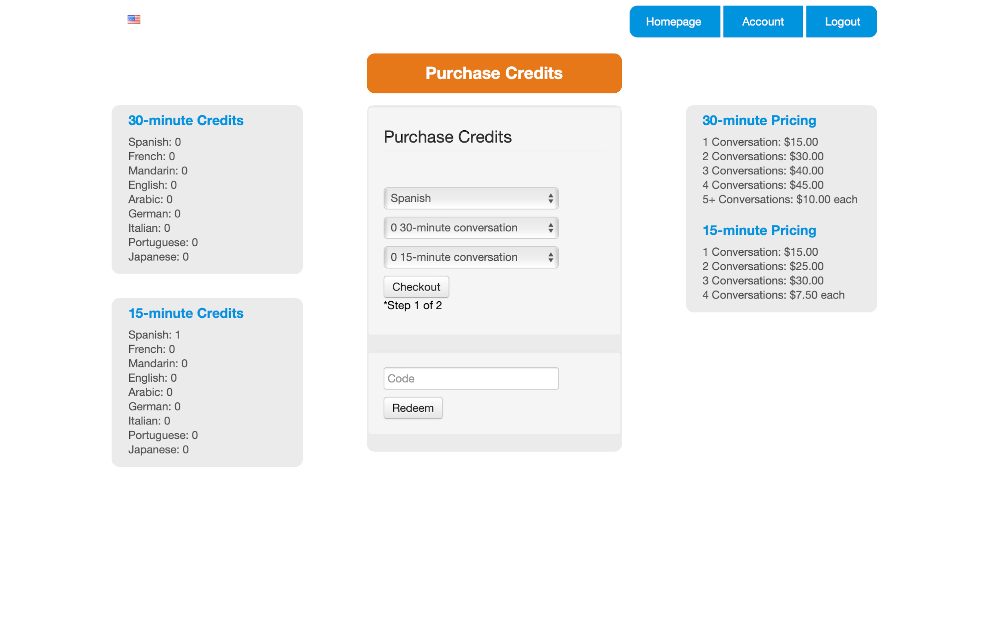 Homepage
Account
Logout
Purchase Credits
30-minute Credits
Spanish: 0
French: 0
Mandarin: 0
English: 0
Arabic: 0
German: 0
Italian: 0
Portuguese: 0
Japanese: 0
15-minute Credits
Spanish: 1
French: 0
Mandarin: 0
English: 0
Arabic: 0
German: 0
Italian: 0
Portuguese: 0
Japanese: 0
Purchase Credits
Spanish
0 30-minute conversation
0 15-minute conversation
Checkout
*Step 1 of 2
Code
Redeem
30-minute Pricing
1 Conversation: $15.00
2 Conversations: $30.00
3 Conversations: $40.00
4 Conversations: $45.00
5+ Conversations: $10.00 each
15-minute Pricing
1 Conversation: $15.00
2 Conversations: $25.00
3 Conversations: $30.00
4 Conversations: $7.50 each